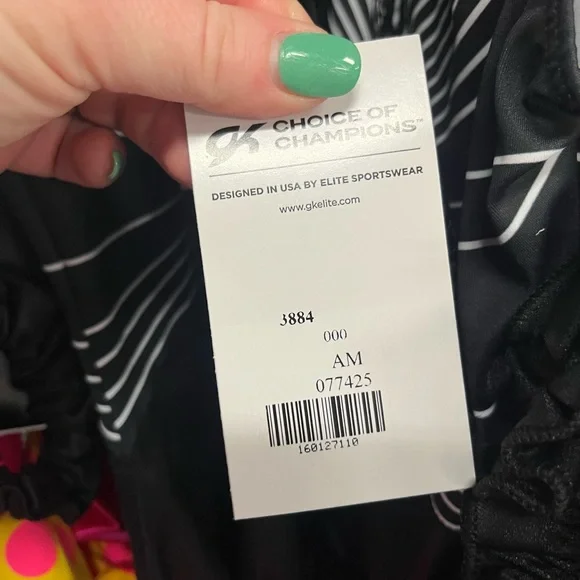 GK CHOICE OF
CHAMPIONS™
DESIGNED IN USA BY ELITE SPORTSWEAR
www.gkelite.com
3884
000
AM
077425
160127110